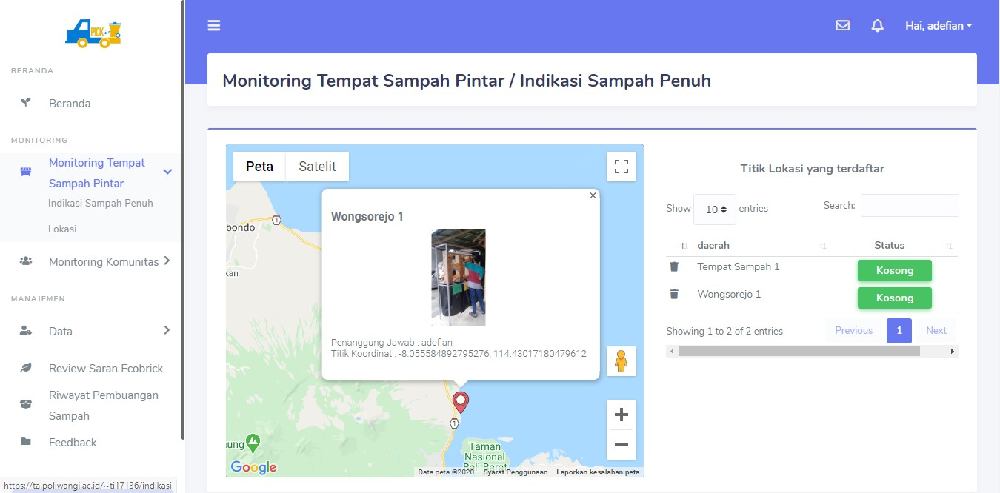 PICK
BERANDA
Beranda
MONITORING
Monitoring Tempat
Sampah Pintar
Indikasi Sampah Penuh
Lokasi
Monitoring Komunitas
MANAJEMEN
Data
Review Saran Ecobrick
Riwayat Pembuangan
Sampah
Feedback
https://ta.poliwangi.ac.id/~ti17136/indikasi
Hai, adefian
Monitoring Tempat Sampah Pintar / Indikasi Sampah Penuh
Peta Satelit
bondo
kan
ung
1
1
Wongsorejo 1
Penanggung Jawab : adefian
Titik Koordinat : -8.055584892795276, 114.43017180479612
Taman
Nasional
Bali Barat
Google
Data peta ©2020 Syarat Penggunaan Laporkan kesalahan peta
Titik Lokasi yang terdaftar
Show 10 entries Search:
daerah Status
Tempat Sampah 1 Kosong
Wongsorejo 1 Kosong
Showing 1 to 2 of 2 entries Previous 1 Next